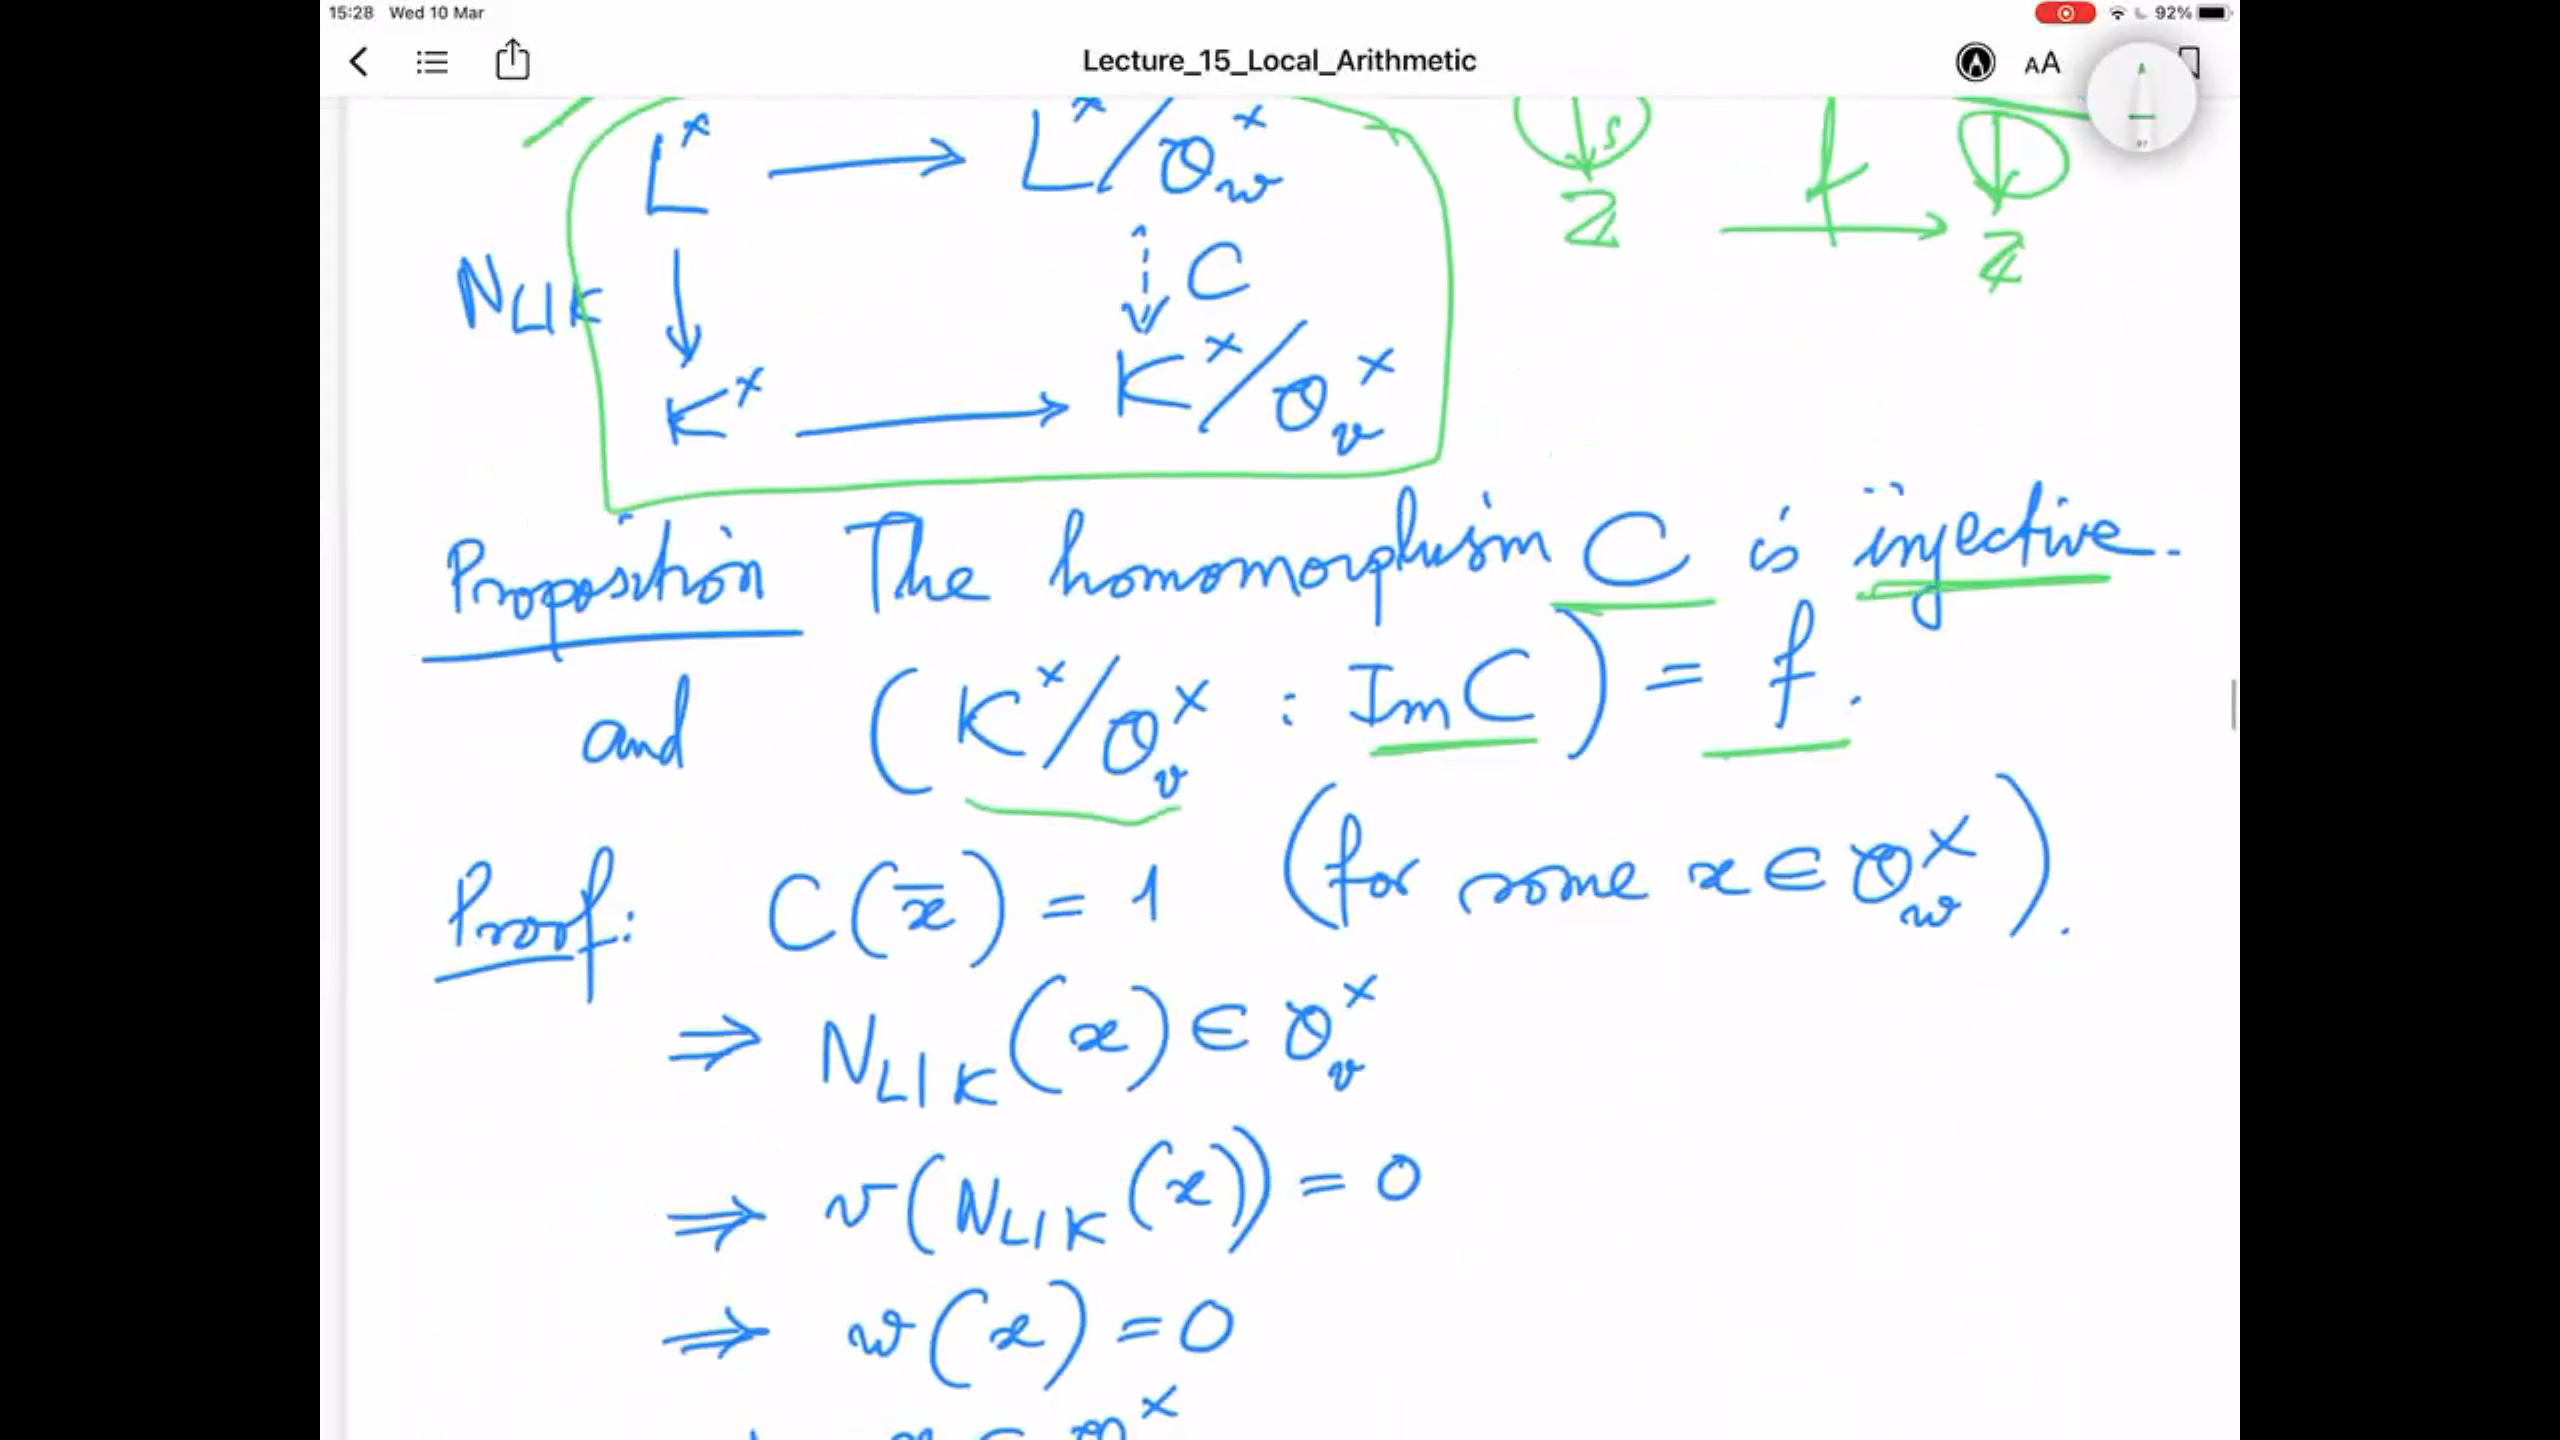 15:28 Wed 10 Mar 92%
Lecture_15_Local_Arithmetic AA
L^× → L^×/𝒪_w^× s f
N_{L|K} C Z → Z
K^× → K^×/𝒪_v^×
Proposition The homomorphism C is injective.
and (K^×/𝒪_v^× : Im C) = f.
Proof: C(x̄) = 1 (for some x ∈ 𝒪_w^×).
⇒ N_{L|K}(x) ∈ 𝒪_v^×
⇒ v(N_{L|K}(x)) = 0
⇒ w(x) = 0